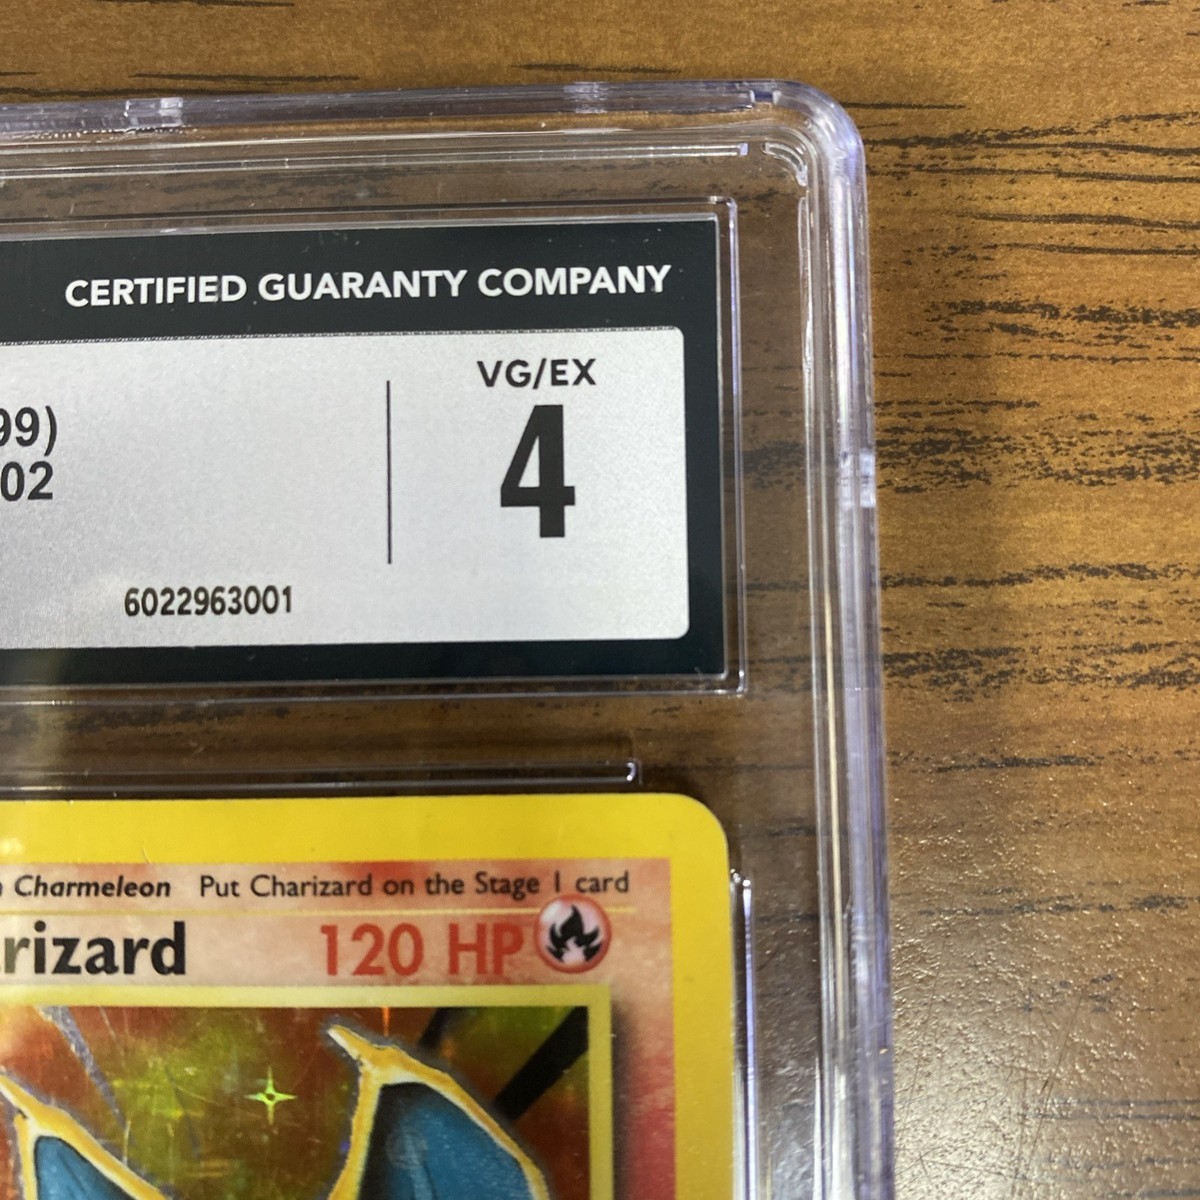 CERTIFIED GUARANTY COMPANY
VG/EX
99)
4
02
6022963001
Charmeleon Put Charizard on the Stage 1 card
rizard 120 HP